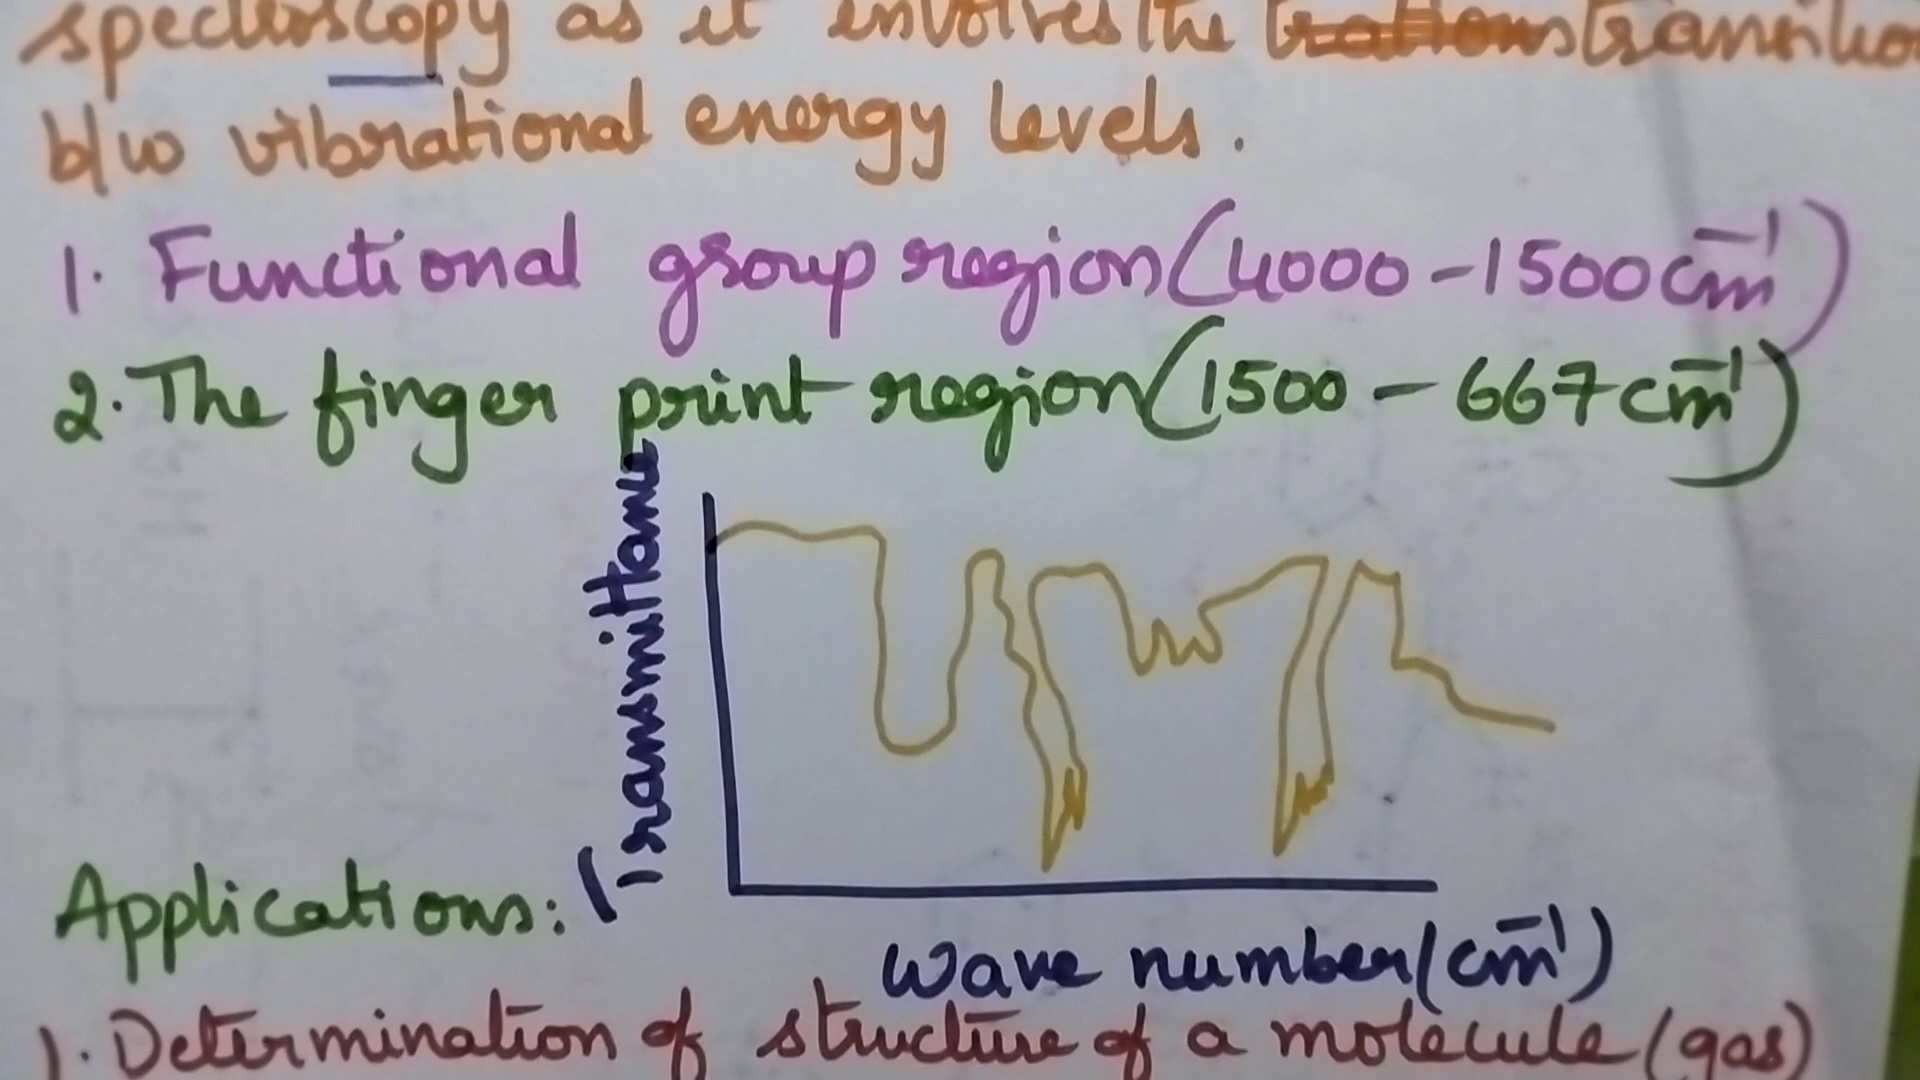 spectroscopy as it involves the transition
b/w vibrational energy levels.
1. Functional group region (4000-1500 cm⁻¹)
2. The finger print region (1500-667 cm⁻¹)
Transmittance
Wave number (cm⁻¹)
Applications:
1. Determination of structure of a molecule (gas)